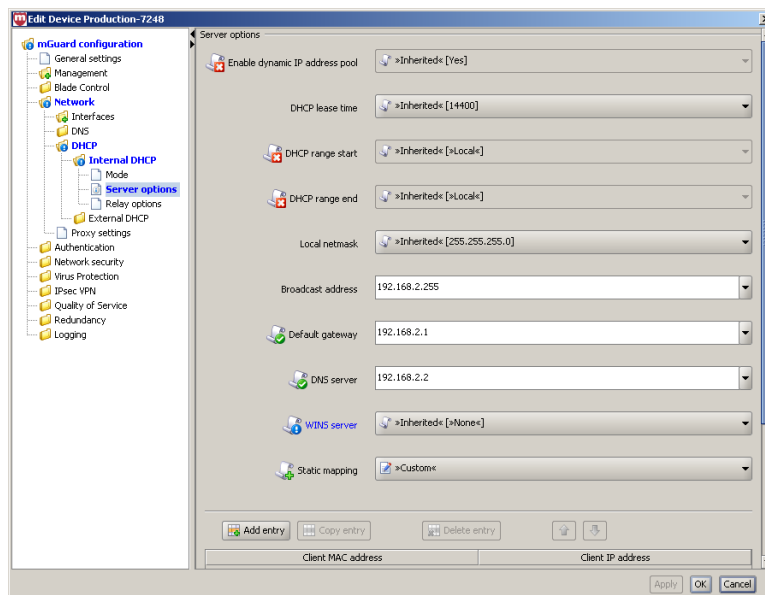 Edit Device Production-7248
mGuard configuration
General settings
Management
Blade Control
Network
Interfaces
DNS
DHCP
Internal DHCP
Mode
Server options
Relay options
External DHCP
Proxy settings
Authentication
Network security
Virus Protection
IPsec VPN
Quality of Service
Redundancy
Logging
Server options
Enable dynamic IP address pool »Inherited« [Yes]
DHCP lease time »Inherited« [14400]
DHCP range start »Inherited« [»Local«]
DHCP range end »Inherited« [»Local«]
Local netmask »Inherited« [255.255.255.0]
Broadcast address 192.168.2.255
Default gateway 192.168.2.1
DNS server 192.168.2.2
WINS server »Inherited« [»None«]
Static mapping »Custom«
Add entry Copy entry Delete entry
Client MAC address Client IP address
Apply OK Cancel